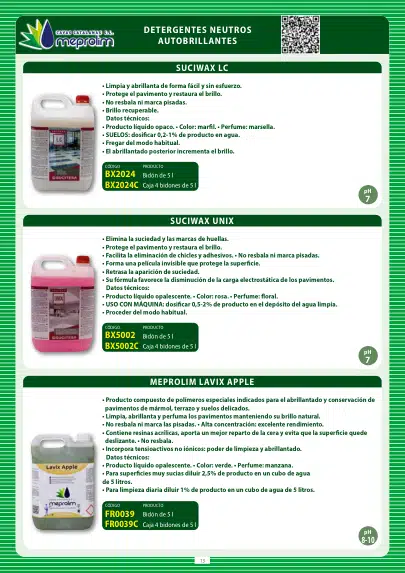 CATAS CATALANAS S.L.
meprolim
DETERGENTES NEUTROS
AUTOBRILLANTES
SUCIWAX LC
• Limpia y abrillanta de forma fácil y sin esfuerzo.
• Protege el pavimento y restaura el brillo.
• No resbala ni marca pisadas.
• Brillo recuperable.
Datos técnicos:
• Producto líquido opaco. • Color: marfil. • Perfume: marsella.
• SUELOS: dosificar 0,2-1% de producto en agua.
• Fregar del modo habitual.
• El abrillantado posterior incrementa el brillo.
CÓDIGO PRODUCTO
BX2024 Bidón de 5 l
BX2024C Caja 4 bidones de 5 l
pH
7
SUCIWAX UNIX
• Elimina la suciedad y las marcas de huellas.
• Protege el pavimento y restaura el brillo.
• Facilita la eliminación de chicles y adhesivos. • No resbala ni marca pisadas.
• Forma una película invisible que protege la superficie.
• Retrasa la aparición de suciedad.
• Su fórmula favorece la disminución de la carga electrostática de los pavimentos.
Datos técnicos:
• Producto líquido opalescente. • Color: rosa. • Perfume: floral.
• USO CON MÁQUINA: dosificar 0,5-2% de producto en el depósito del agua limpia.
• Proceder del modo habitual.
CÓDIGO PRODUCTO
BX5002 Bidón de 5 l
BX5002C Caja 4 bidones de 5 l
pH
7
MEPROLIM LAVIX APPLE
• Producto compuesto de polímeros especiales indicados para el abrillantado y conservación de
pavimentos de mármol, terrazo y suelos delicados.
• Limpia, abrillanta y perfuma los pavimentos manteniendo su brillo natural.
• No resbala ni marca las pisadas. • Alta concentración: excelente rendimiento.
• Contiene resinas acrílicas, aporta un mejor reparto de la cera y evita que la superficie quede
deslizante. • No resbala.
• Incorpora tensioactivos no iónicos: poder de limpieza y abrillantado.
Datos técnicos:
• Producto líquido opalescente. • Color: verde. • Perfume: manzana.
• Para superficies muy sucias diluir 2,5% de producto en un cubo de agua
de 5 litros.
• Para limpieza diaria diluir 1% de producto en un cubo de agua de 5 litros.
Lavix Apple
meprolim
CÓDIGO PRODUCTO
FR0039 Bidón de 5 l
FR0039C Caja 4 bidones de 5 l
pH
8-10